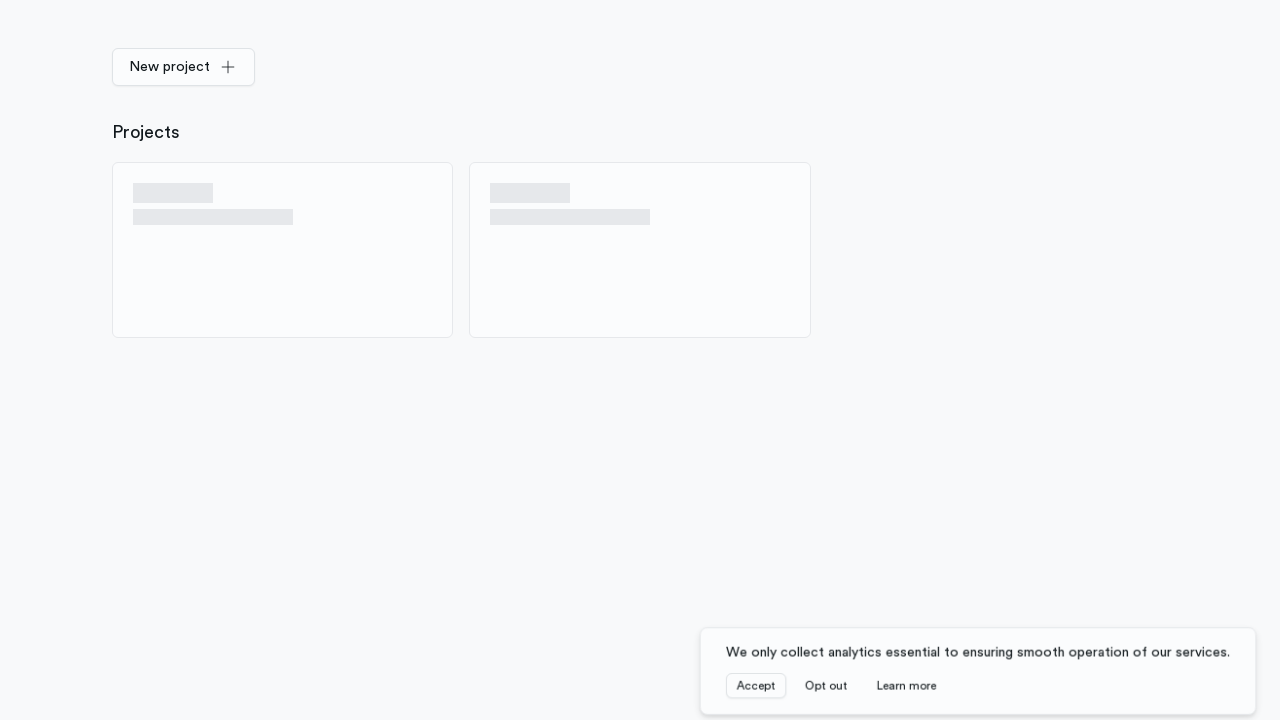 New project
Projects
We only collect analytics essential to ensuring smooth operation of our services.
Accept Opt out Learn more